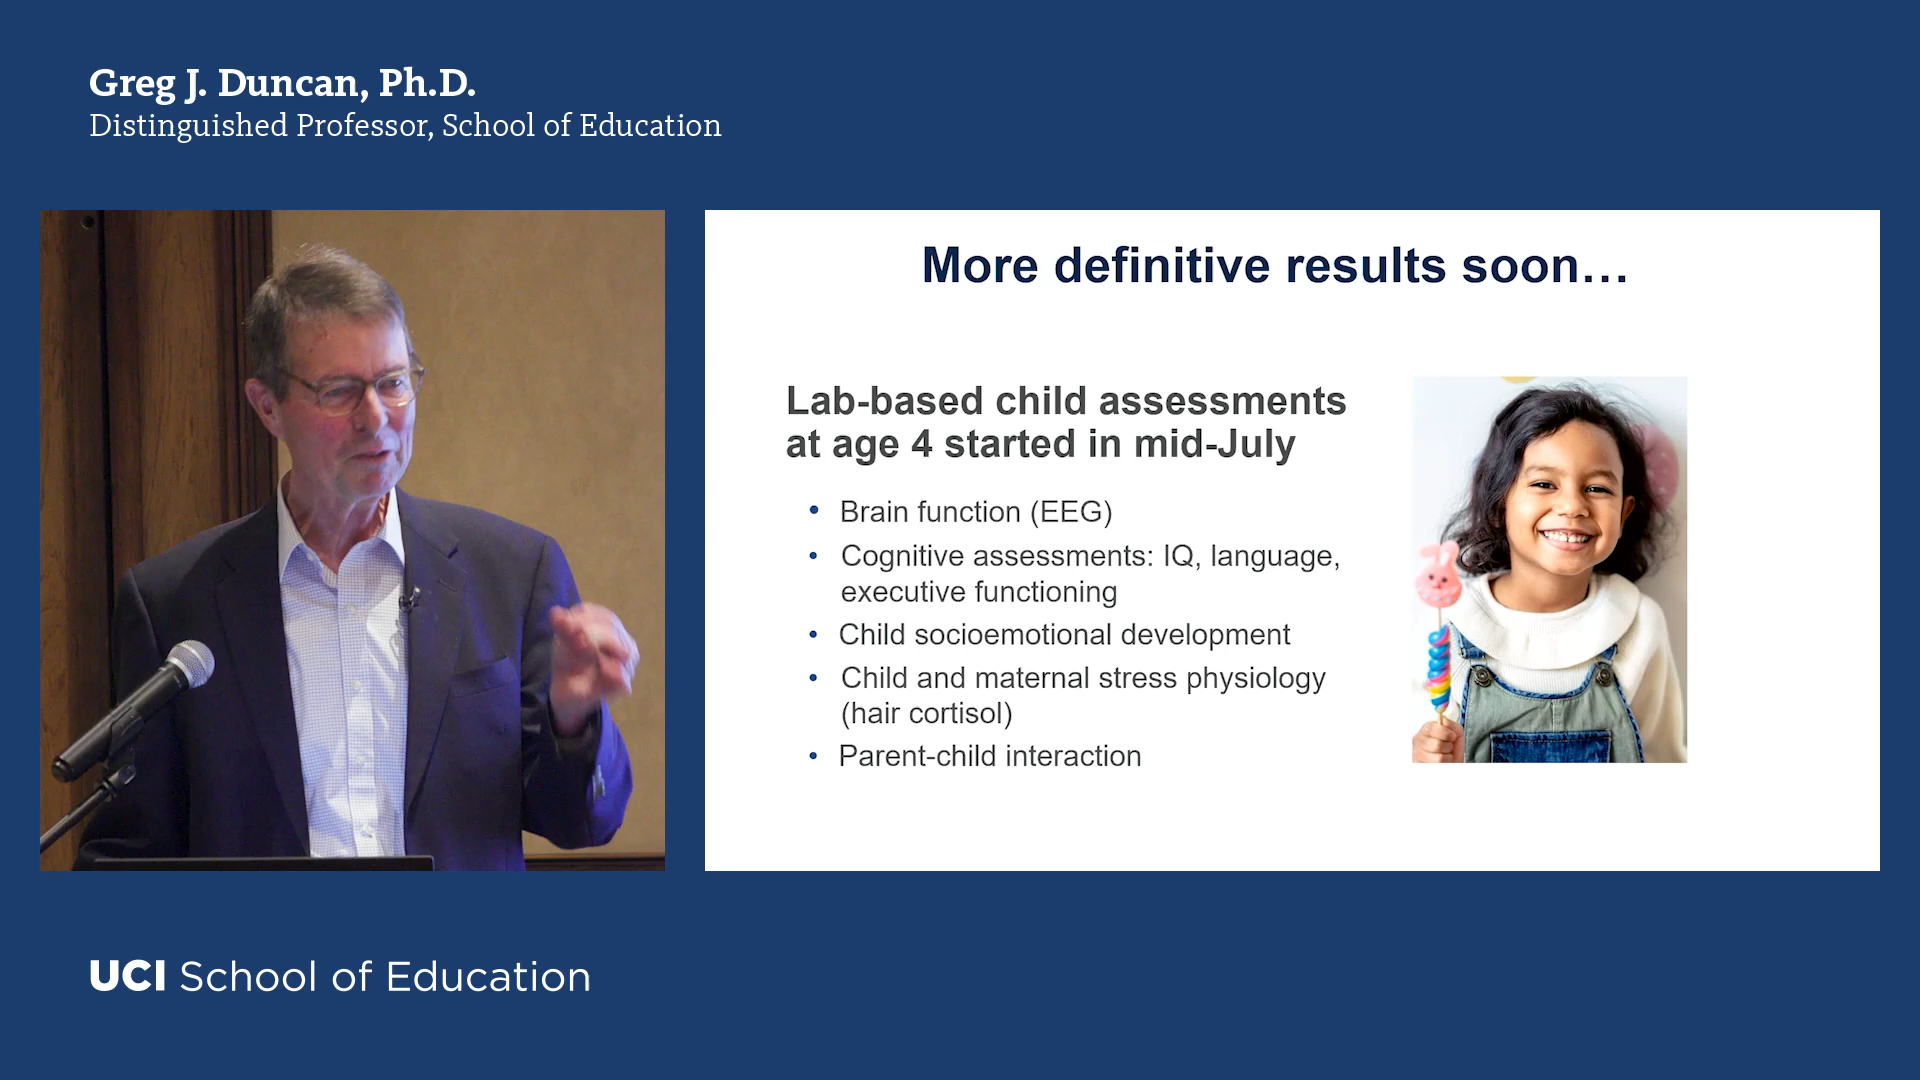 Greg J. Duncan, Ph.D.
Distinguished Professor, School of Education
More definitive results soon…
Lab-based child assessments
at age 4 started in mid-July
• Brain function (EEG)
• Cognitive assessments: IQ, language,
executive functioning
• Child socioemotional development
• Child and maternal stress physiology
(hair cortisol)
• Parent-child interaction
UCI School of Education